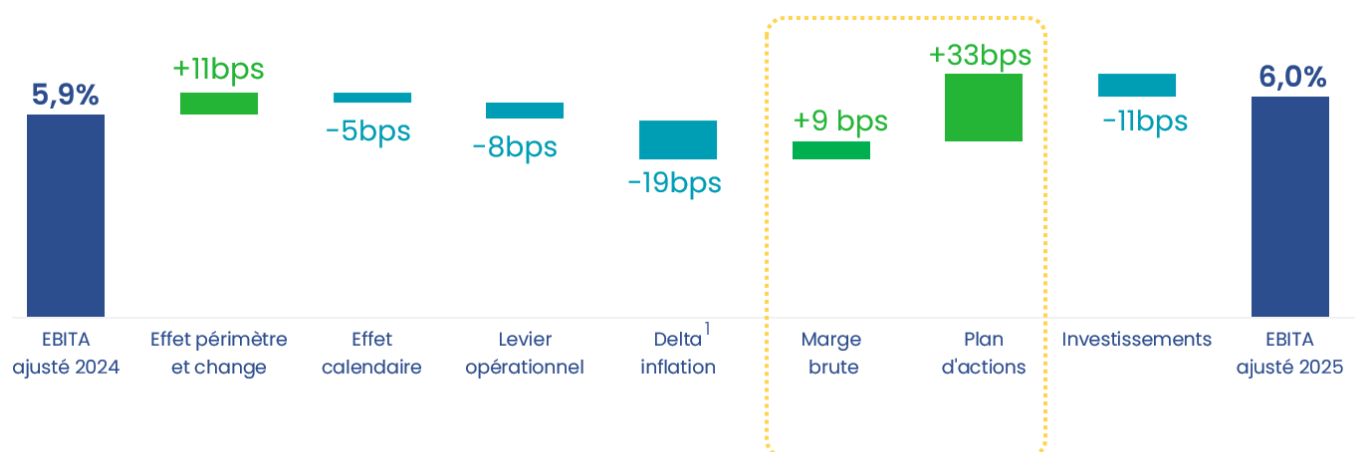 5,9%
+11bps
-5bps
-8bps
-19bps
+9 bps
+33bps
-11bps
6,0%
EBITA
ajusté 2024
Effet périmètre
et change
Effet
calendaire
Levier
opérationnel
Delta¹
inflation
Marge
brute
Plan
d'actions
Investissements
EBITA
ajusté 2025